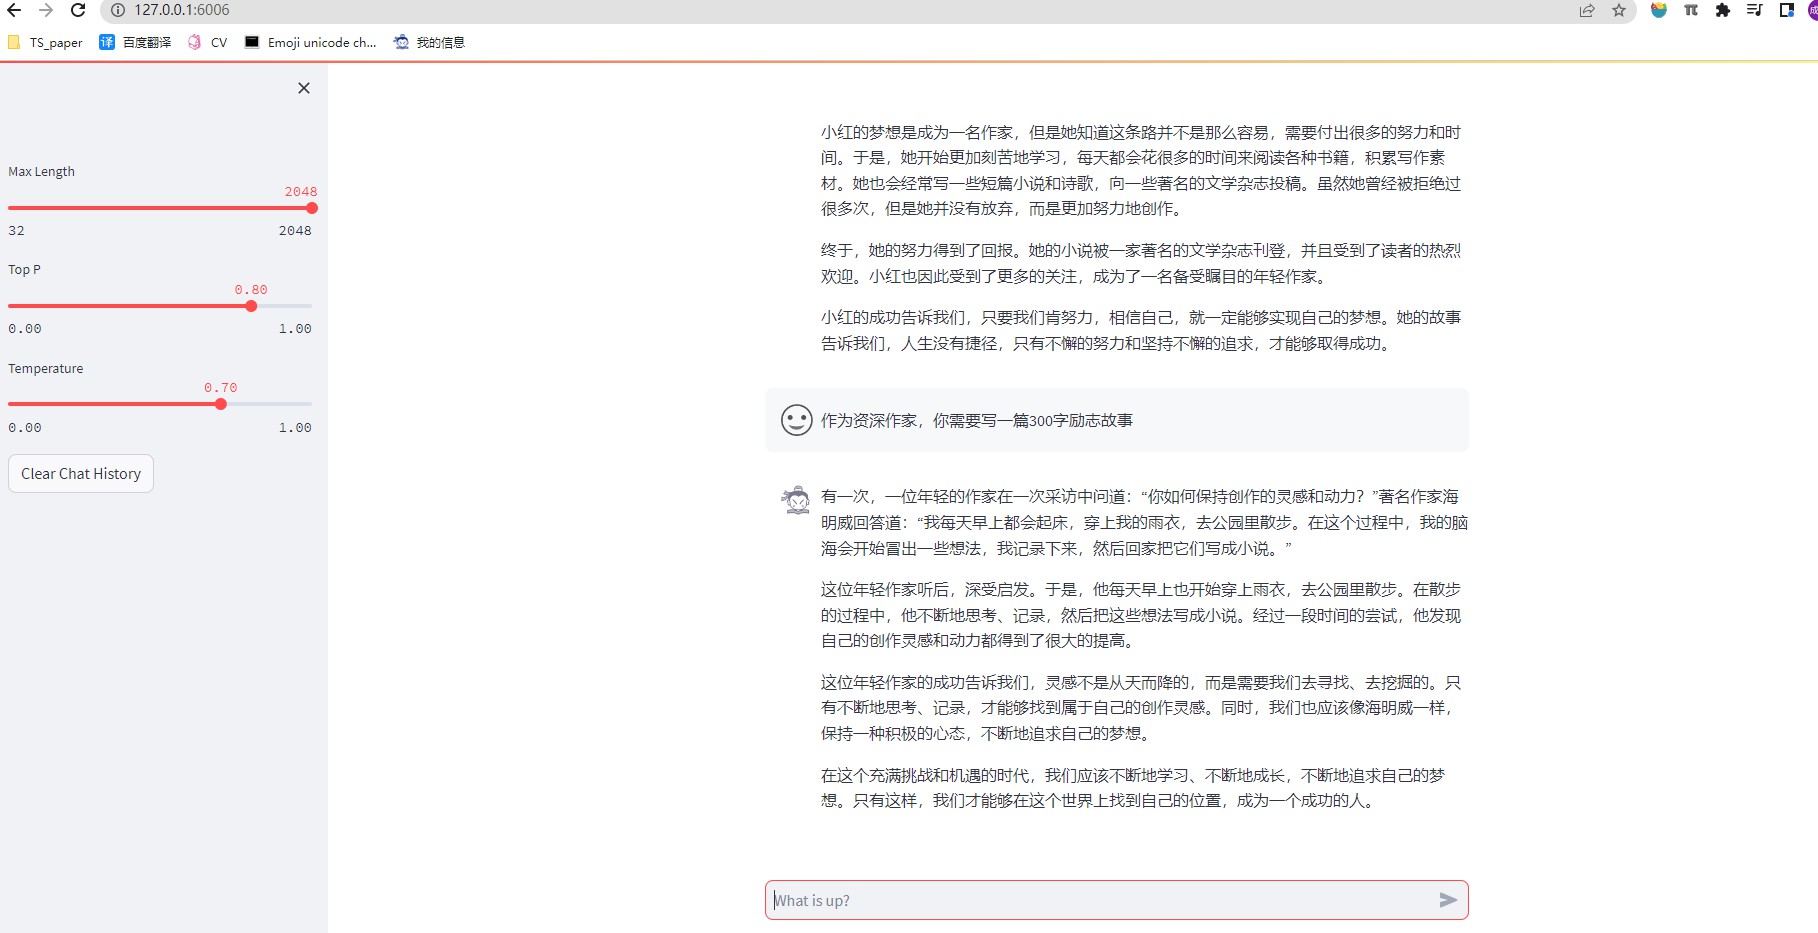 127.0.0.1:6006
TS_paper 译 百度翻译 CV Emoji unicode ch... 我的信息
Max Length
2048
32 2048
Top P
0.80
0.00 1.00
Temperature
0.70
0.00 1.00
Clear Chat History
小红的梦想是成为一名作家，但是她知道这条路并不是那么容易，需要付出很多的努力和时
间。于是，她开始更加刻苦地学习，每天都会花很多的时间来阅读各种书籍，积累写作素
材。她也会经常写一些短篇小说和诗歌，向一些著名的文学杂志投稿。虽然她曾经被拒绝过
很多次，但是她并没有放弃，而是更加努力地创作。
终于，她的努力得到了回报。她的小说被一家著名的文学杂志刊登，并且受到了读者的热烈
欢迎。小红也因此受到了更多的关注，成为了一名备受瞩目的年轻作家。
小红的成功告诉我们，只要我们肯努力，相信自己，就一定能够实现自己的梦想。她的故事
告诉我们，人生没有捷径，只有不懈的努力和坚持不懈的追求，才能够取得成功。
作为资深作家，你需要写一篇300字励志故事
有一次，一位年轻的作家在一次采访中问道：“你如何保持创作的灵感和动力？”著名作家海
明威回答道：“我每天早上都会起床，穿上我的雨衣，去公园里散步。在这个过程中，我的脑
海会开始冒出一些想法，我记录下来，然后回家把它们写成小说。”
这位年轻作家听后，深受启发。于是，他每天早上也开始穿上雨衣，去公园里散步。在散步
的过程中，他不断地思考、记录，然后把这些想法写成小说。经过一段时间的尝试，他发现
自己的创作灵感和动力都得到了很大的提高。
这位年轻作家的成功告诉我们，灵感不是从天而降的，而是需要我们去寻找、去挖掘的。只
有不断地思考、记录，才能够找到属于自己的创作灵感。同时，我们也应该像海明威一样，
保持一种积极的心态，不断地追求自己的梦想。
在这个充满挑战和机遇的时代，我们应该不断地学习、不断地成长，不断地追求自己的梦
想。只有这样，我们才能够在这个世界上找到自己的位置，成为一个成功的人。
What is up?